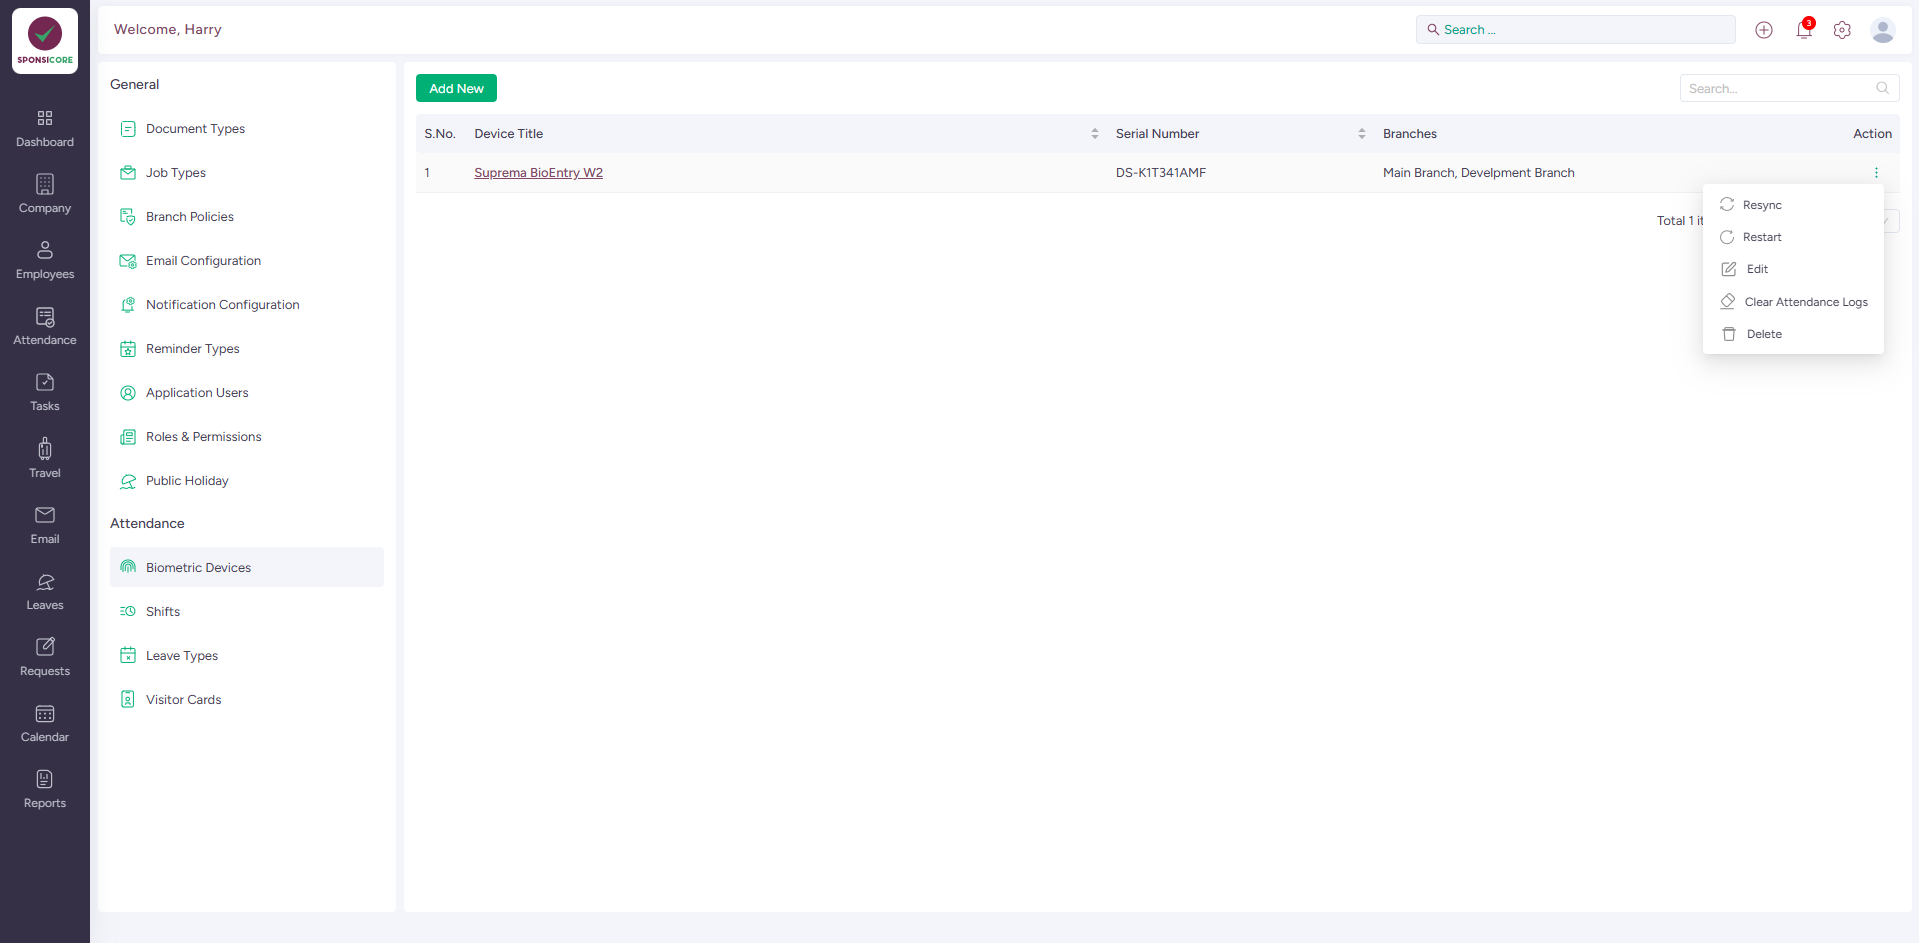 SPONSICORE
Dashboard
Company
Employees
Attendance
Tasks
Travel
Email
Leaves
Requests
Calendar
Reports
Welcome, Harry
Search ...
3
General
Document Types
Job Types
Branch Policies
Email Configuration
Notification Configuration
Reminder Types
Application Users
Roles & Permissions
Public Holiday
Attendance
Biometric Devices
Shifts
Leave Types
Visitor Cards
Add New
Search...
S.No. Device Title Serial Number Branches Action
1 Suprema BioEntry W2 DS-K1T341AMF Main Branch, Develpment Branch
Total 1 it
Resync
Restart
Edit
Clear Attendance Logs
Delete